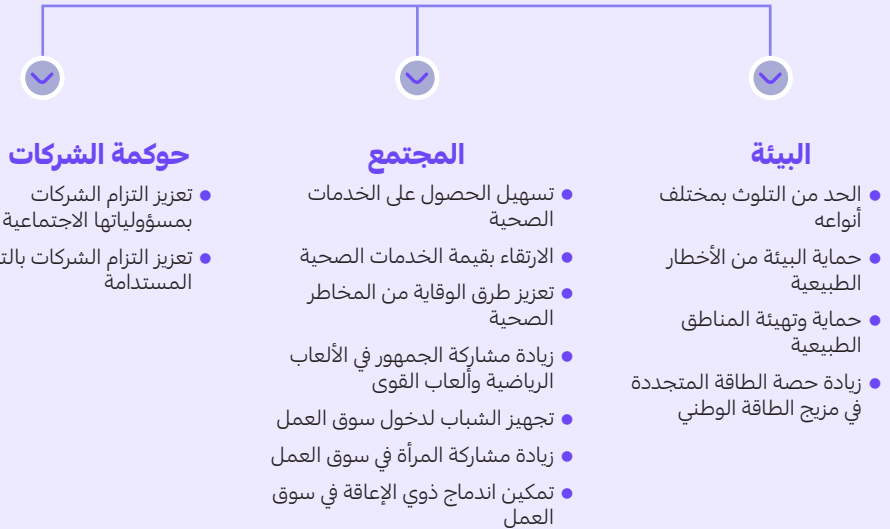 البيئة
الحد من التلوث بمختلف
أنواعه
حماية البيئة من الأخطار
الطبيعية
حماية وتهيئة المناطق
الطبيعية
زيادة حصة الطاقة المتجددة
في مزيج الطاقة الوطني
المجتمع
تسهيل الحصول على الخدمات
الصحية
الارتقاء بقيمة الخدمات الصحية
تعزيز طرق الوقاية من المخاطر
الصحية
زيادة مشاركة الجمهور في الألعاب
الرياضية وألعاب القوى
تجهيز الشباب لدخول سوق العمل
زيادة مشاركة المرأة في سوق العمل
تمكين اندماج ذوي الإعاقة في سوق
العمل
حوكمة الشركات
تعزيز التزام الشركات
بمسؤولياتها الاجتماعية
تعزيز التزام الشركات
المستدامة